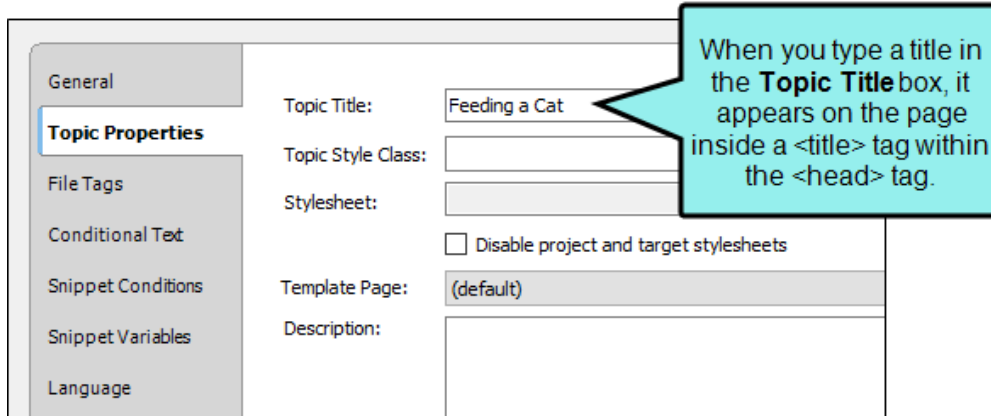 General
Topic Properties
File Tags
Conditional Text
Snippet Conditions
Snippet Variables
Language
Topic Title:
Feeding a Cat
Topic Style Class:
Stylesheet:
Disable project and target stylesheets
Template Page:
(default)
Description:
When you type a title in
the Topic Title box, it
appears on the page
inside a <title> tag within
the <head> tag.